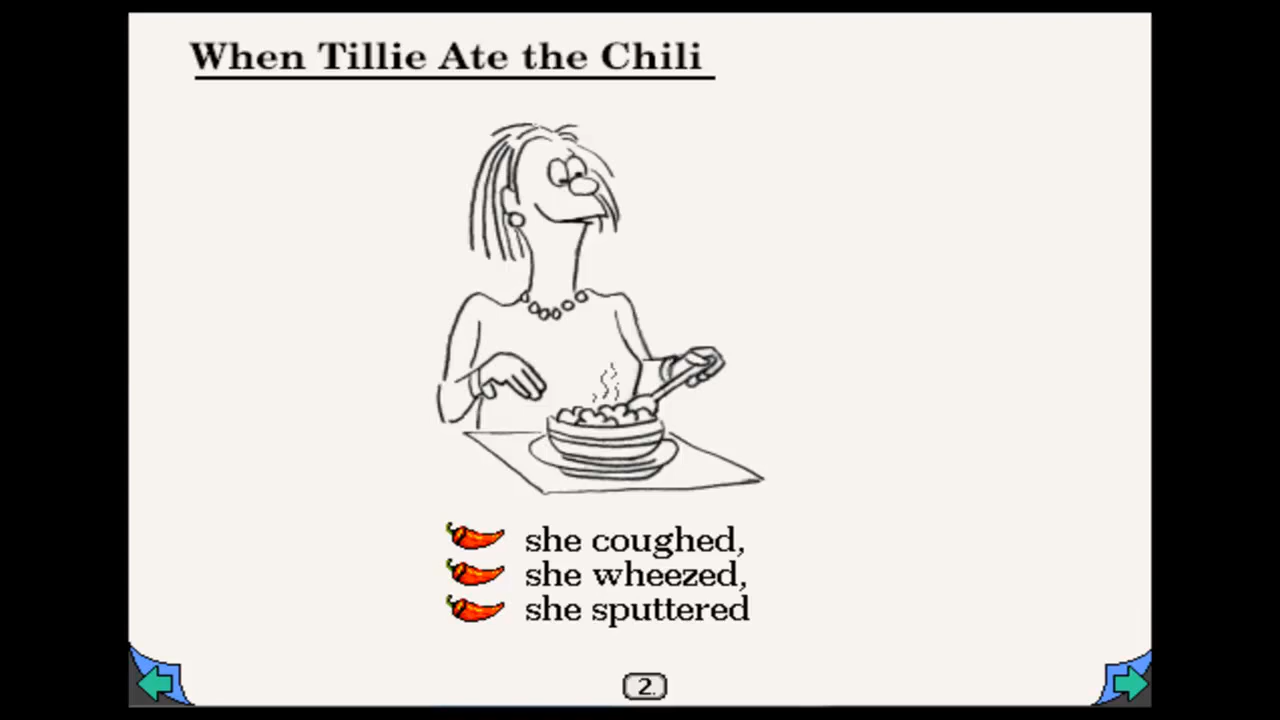 When Tillie Ate the Chili
she coughed,
she wheezed,
she sputtered
2.